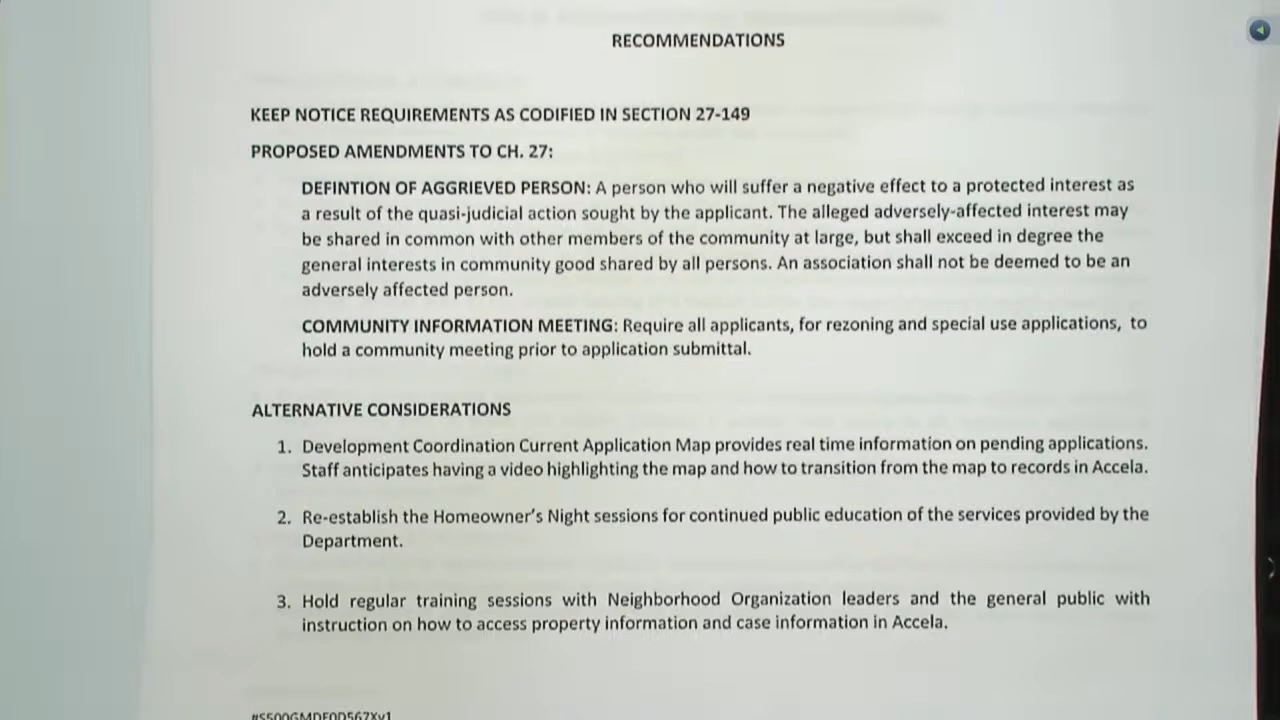 RECOMMENDATIONS
KEEP NOTICE REQUIREMENTS AS CODIFIED IN SECTION 27-149
PROPOSED AMENDMENTS TO CH. 27:
DEFINTION OF AGGRIEVED PERSON: A person who will suffer a negative effect to a protected interest as
a result of the quasi-judicial action sought by the applicant. The alleged adversely-affected interest may
be shared in common with other members of the community at large, but shall exceed in degree the
general interests in community good shared by all persons. An association shall not be deemed to be an
adversely affected person.
COMMUNITY INFORMATION MEETING: Require all applicants, for rezoning and special use applications, to
hold a community meeting prior to application submittal.
ALTERNATIVE CONSIDERATIONS
1. Development Coordination Current Application Map provides real time information on pending applications.
Staff anticipates having a video highlighting the map and how to transition from the map to records in Accela.
2. Re-establish the Homeowner's Night sessions for continued public education of the services provided by the
Department.
3. Hold regular training sessions with Neighborhood Organization leaders and the general public with
instruction on how to access property information and case information in Accela.